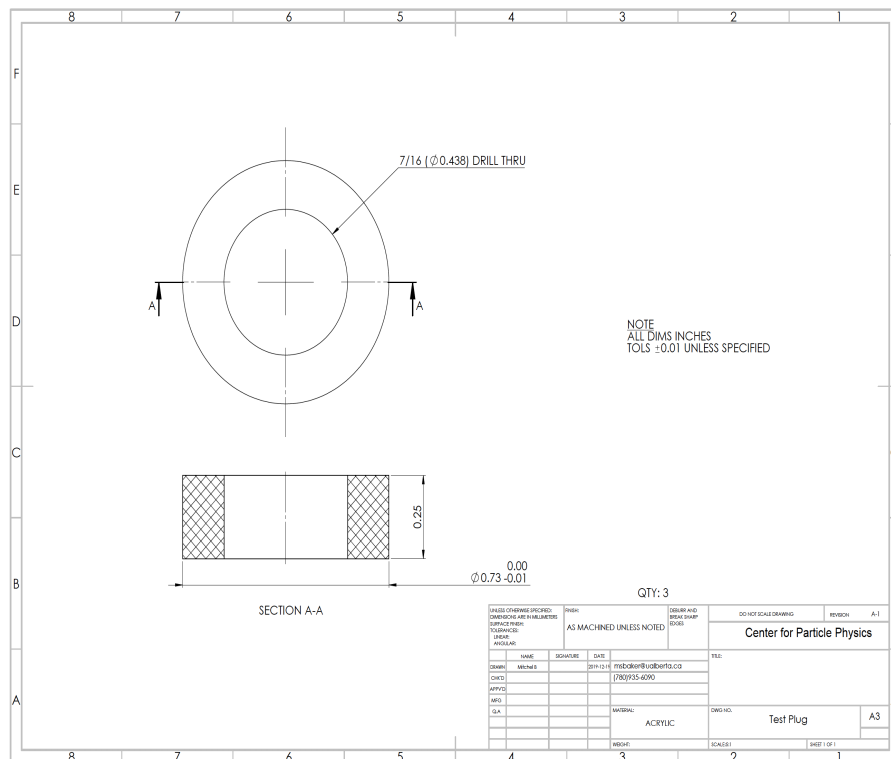 8 7 6 5 4 3 2 1
F
E
D
C
B
A
7/16 (∅0.438) DRILL THRU
A A
NOTE
ALL DIMS INCHES
TOLS ±0.01 UNLESS SPECIFIED
0.25
0.00
∅0.73 -0.01
SECTION A-A
QTY: 3
UNLESS OTHERWISE SPECIFIED:
DIMENSIONS ARE IN MILLIMETERS
SURFACE FINISH:
TOLERANCES:
LINEAR:
ANGULAR:
FINISH:
AS MACHINED UNLESS NOTED
DEBURR AND
BREAK SHARP
EDGES
DO NOT SCALE DRAWING
REVISION A-1
Center for Particle Physics
NAME SIGNATURE DATE
TITLE:
DRAWN Mitchel B 2019-12-19 msbaker@ualberta.ca
CHK'D (780)935-6090
APPV'D
MFG
Q.A
MATERIAL:
ACRYLIC
DWG NO.
Test Plug
A3
WEIGHT:
SHEET 1 OF 1
8 7 6 5 4 3 2 1